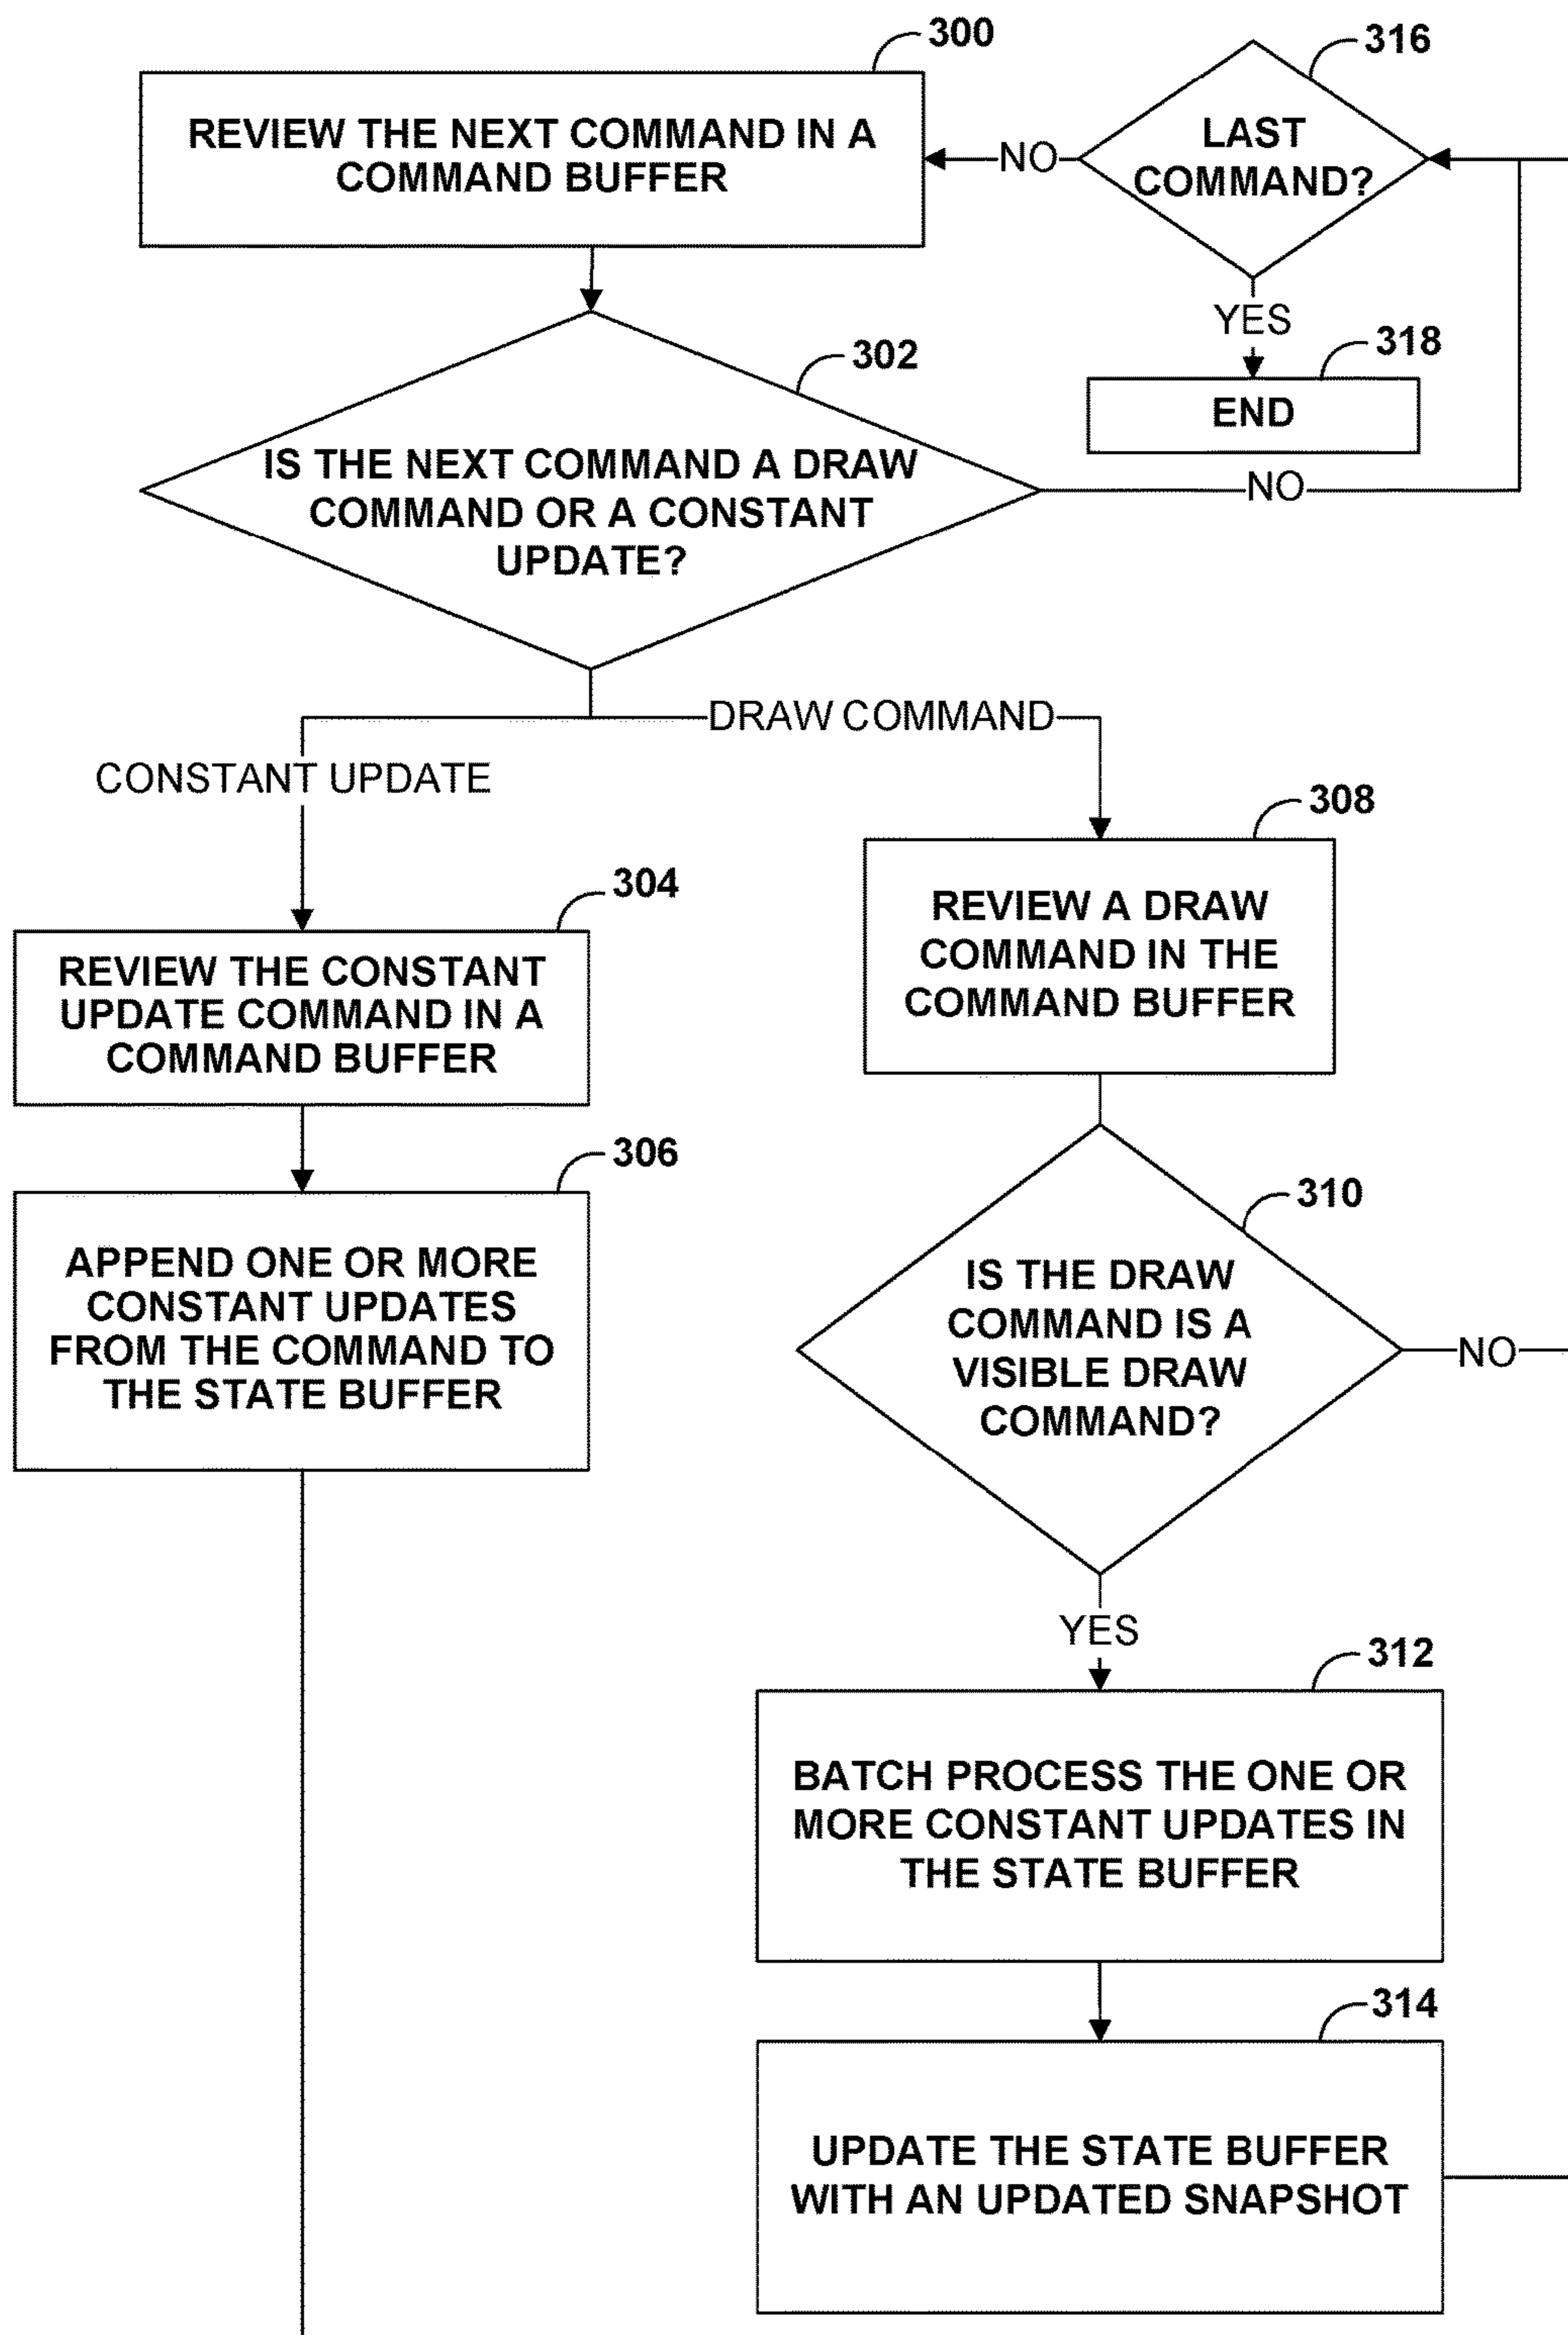 300
REVIEW THE NEXT COMMAND IN A
COMMAND BUFFER
NO
316
LAST
COMMAND?
YES
318
END
302
IS THE NEXT COMMAND A DRAW
COMMAND OR A CONSTANT
UPDATE?
NO
DRAW COMMAND
CONSTANT UPDATE
304
REVIEW THE CONSTANT
UPDATE COMMAND IN A
COMMAND BUFFER
306
APPEND ONE OR MORE
CONSTANT UPDATES
FROM THE COMMAND TO
THE STATE BUFFER
308
REVIEW A DRAW
COMMAND IN THE
COMMAND BUFFER
310
IS THE DRAW
COMMAND IS A
VISIBLE DRAW
COMMAND?
NO
YES
312
BATCH PROCESS THE ONE OR
MORE CONSTANT UPDATES IN
THE STATE BUFFER
314
UPDATE THE STATE BUFFER
WITH AN UPDATED SNAPSHOT